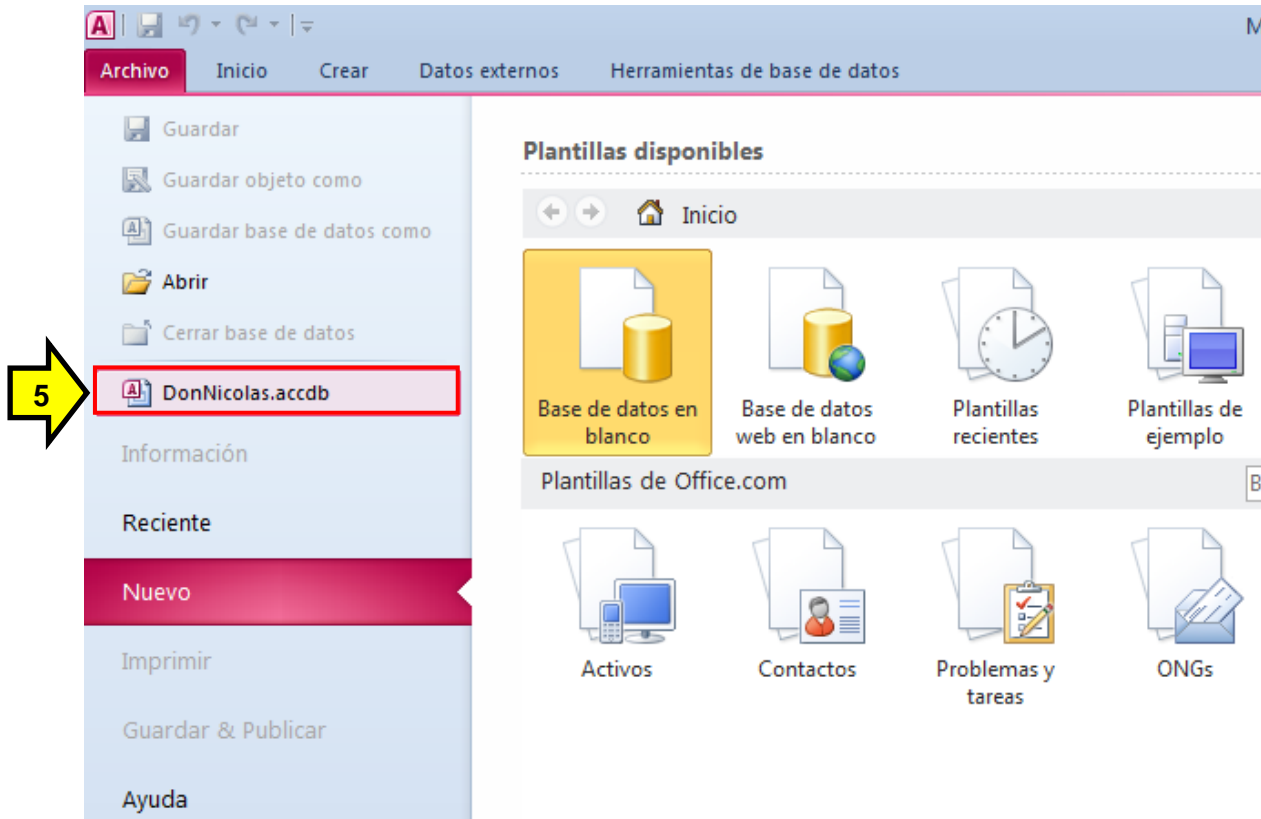 A
M
Archivo Inicio Crear Datos externos Herramientas de base de datos
Guardar
Guardar objeto como
Guardar base de datos como
Abrir
Cerrar base de datos
5
DonNicolas.accdb
Información
Reciente
Nuevo
Imprimir
Guardar & Publicar
Ayuda
Plantillas disponibles
Inicio
Base de datos en
blanco
Base de datos
web en blanco
Plantillas
recientes
Plantillas de
ejemplo
Plantillas de Office.com
B
Activos
Contactos
Problemas y
tareas
ONGs